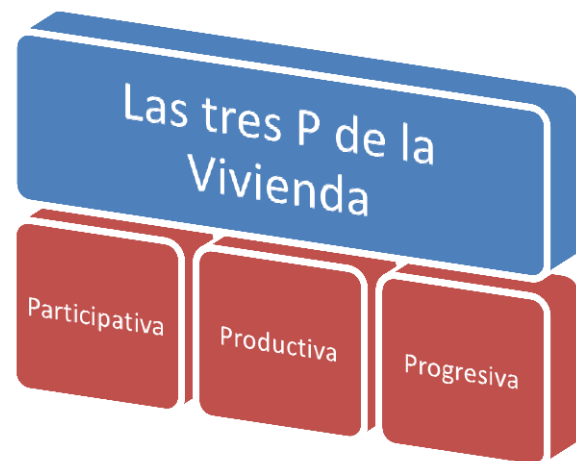 Las tres P de la
Vivienda
Participativa
Productiva
Progresiva